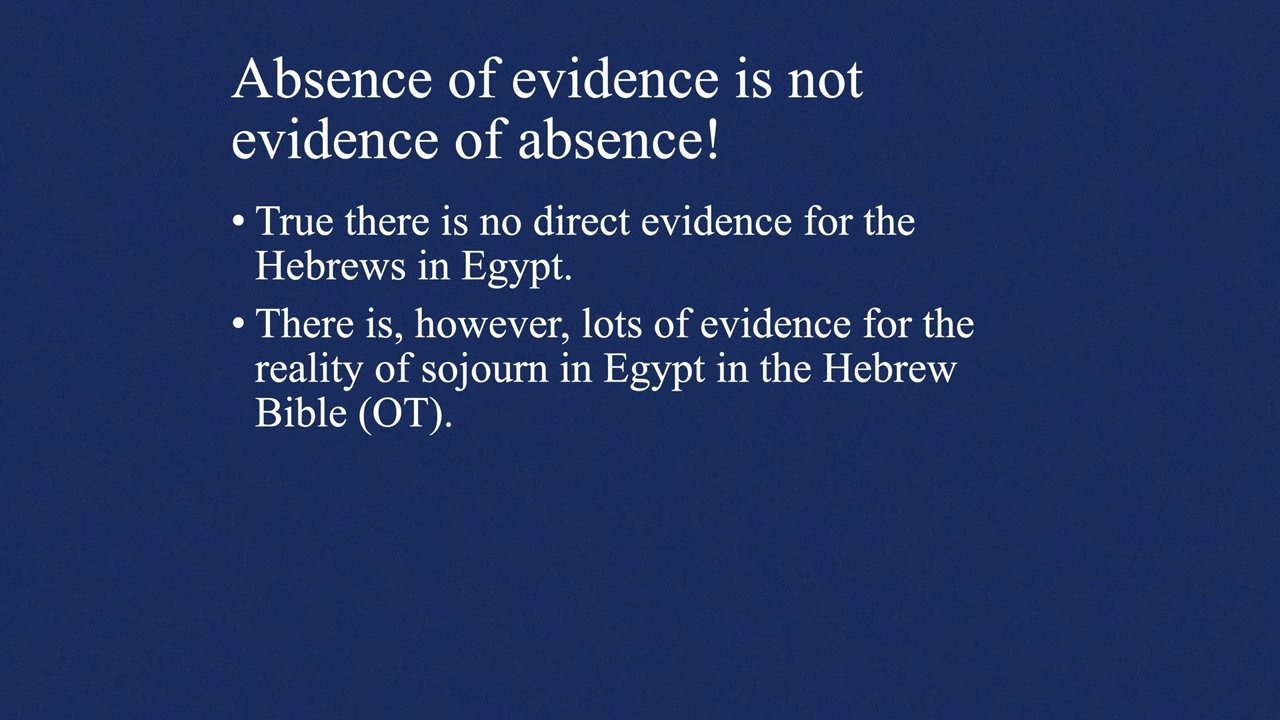 Absence of evidence is not
evidence of absence!
• True there is no direct evidence for the
Hebrews in Egypt.
• There is, however, lots of evidence for the
reality of sojourn in Egypt in the Hebrew
Bible (OT).